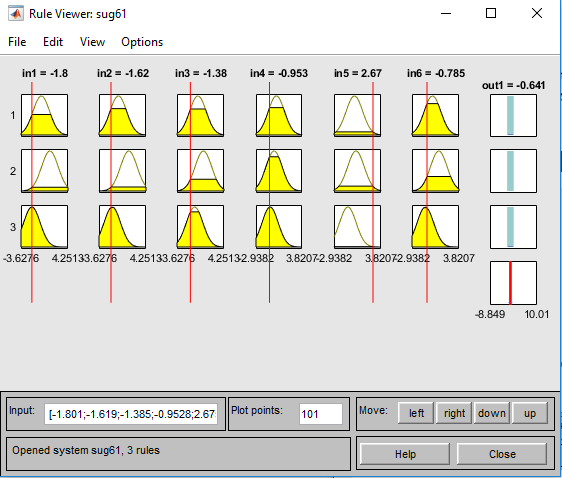 Rule Viewer: sug61
File Edit View Options
in1 = -1.8 in2 = -1.62 in3 = -1.38 in4 = -0.953 in5 = 2.67 in6 = -0.785
out1 = -0.641
1
2
3
-3.6276 4.2513-3.6276 4.2513-3.6276 4.2513-2.9382 3.8207-2.9382 3.8207-2.9382 3.8207
-8.849 10.01
Input: [-1.801;-1.619;-1.385;-0.9528;2.67 Plot points: 101 Move: left right down up
Opened system sug61, 3 rules
Help Close